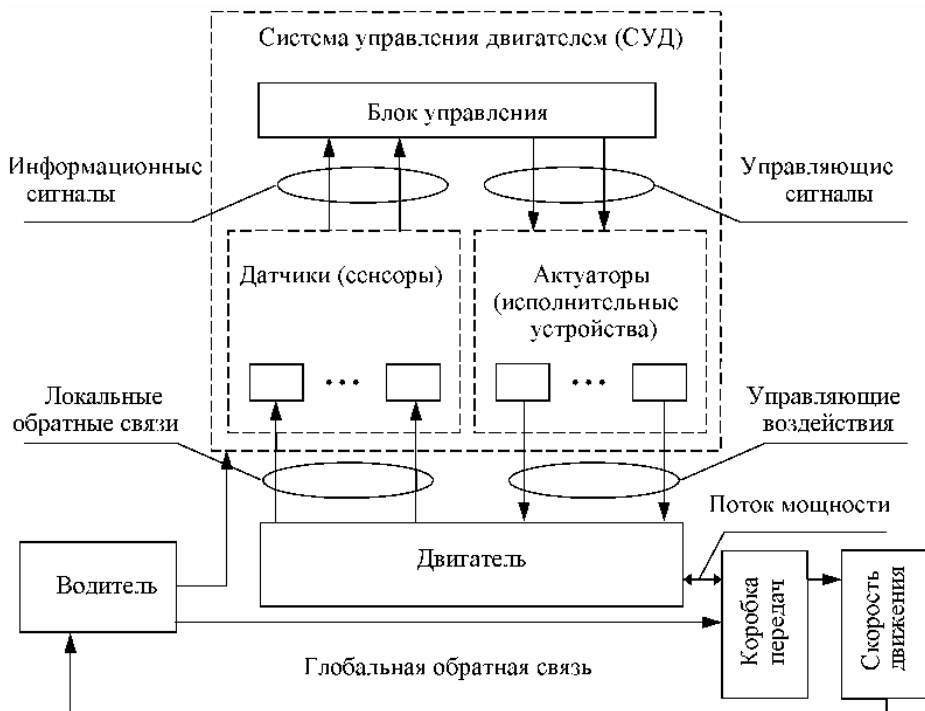 Система управления двигателем (СУД)
Блок управления
Информационные
сигналы
Управляющие
сигналы
Датчики (сенсоры)
Актуаторы
(исполнительные
устройства)
Локальные
обратные связи
Управляющие
воздействия
Поток мощности
Двигатель
Водитель
Коробка
передач
Скорость
движения
Глобальная обратная связь